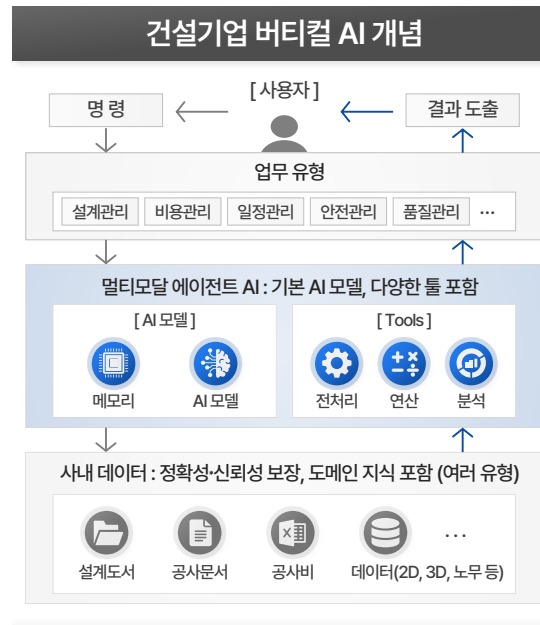 건설기업 버티컬 AI 개념
[ 사용자 ]
명 령
결과 도출
업무 유형
설계관리 비용관리 일정관리 안전관리 품질관리 ···
멀티모달 에이전트 AI : 기본 AI 모델, 다양한 툴 포함
[ AI 모델 ]
[ Tools ]
메모리 AI 모델 전처리 연산 분석
사내 데이터 : 정확성·신뢰성 보장, 도메인 지식 포함 (여러 유형)
···
설계도서 공사문서 공사비 데이터(2D, 3D, 노무 등)